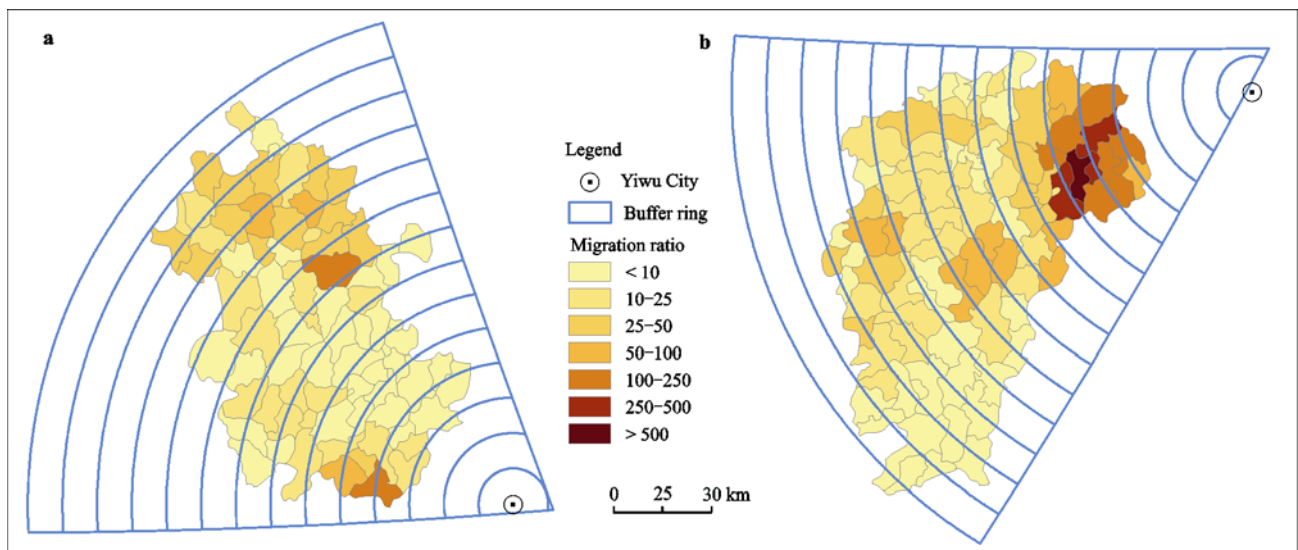 a
b
Legend
Yiwu City
Buffer ring
Migration ratio
< 10
10−25
25−50
50−100
100−250
250−500
> 500
0 25 30 km